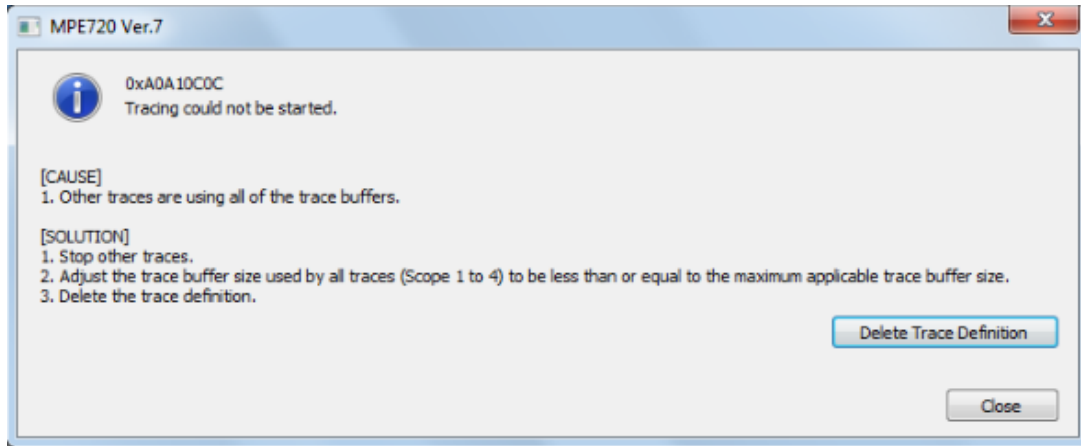 MPE720 Ver.7
0xA0A10C0C
Tracing could not be started.
[CAUSE]
1. Other traces are using all of the trace buffers.
[SOLUTION]
1. Stop other traces.
2. Adjust the trace buffer size used by all traces (Scope 1 to 4) to be less than or equal to the maximum applicable trace buffer size.
3. Delete the trace definition.
Delete Trace Definition
Close